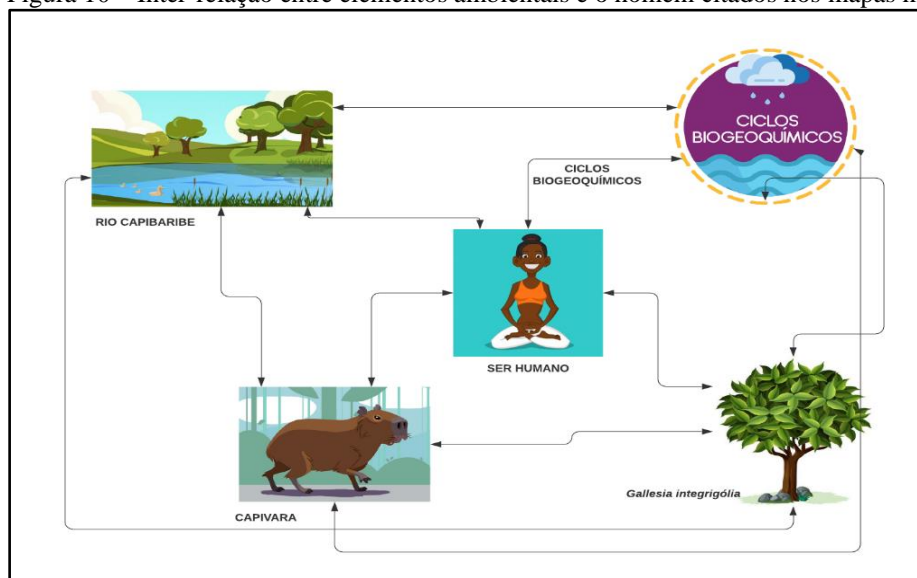 Figura 10 – Inter-relação entre elementos ambientais e o homem citados nos mapas
CICLOS
BIOGEOQUÍMICOS
CICLOS
BIOGEOQUÍMICOS
RIO CAPIBARIBE
SER HUMANO
Gallesia integrigólia
CAPIVARA